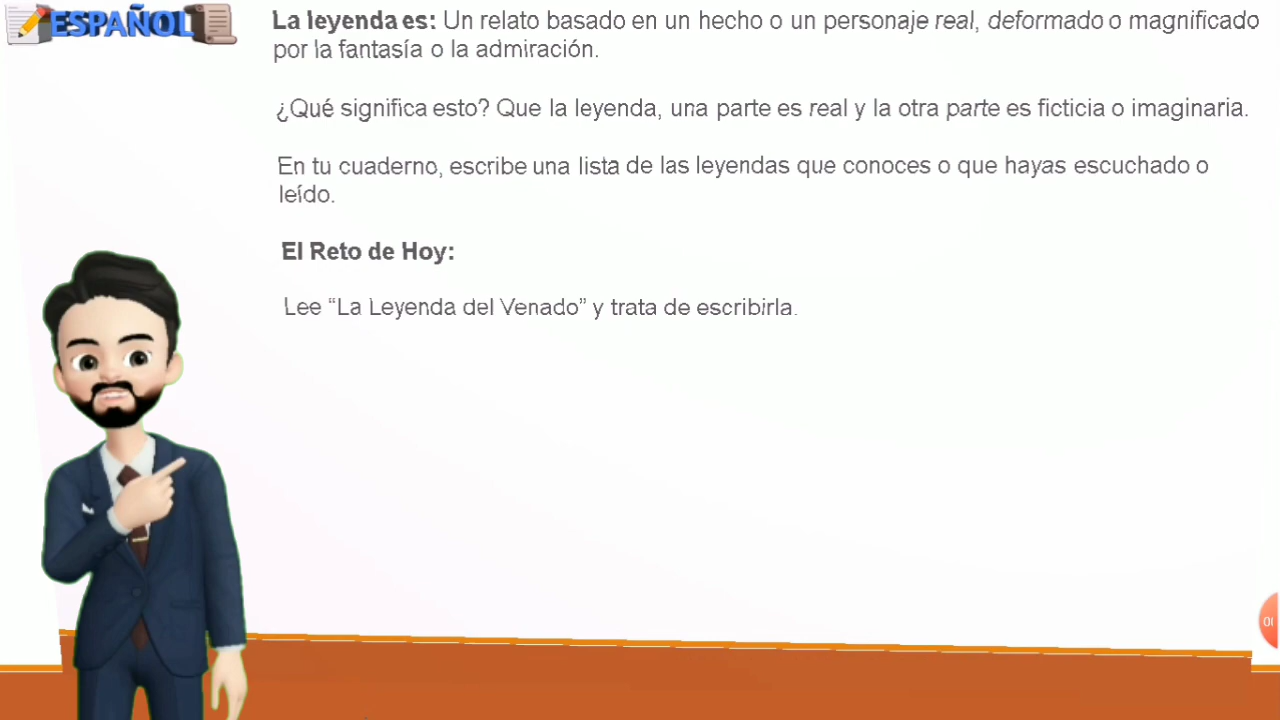 ESPAÑOL
La leyenda es: Un relato basado en un hecho o un personaje real, deformado o magnificado
por la fantasía o la admiración.
¿Qué significa esto? Que la leyenda, una parte es real y la otra parte es ficticia o imaginaria.
En tu cuaderno, escribe una lista de las leyendas que conoces o que hayas escuchado o
leído.
El Reto de Hoy:
Lee “La Leyenda del Venado” y trata de escribirla.